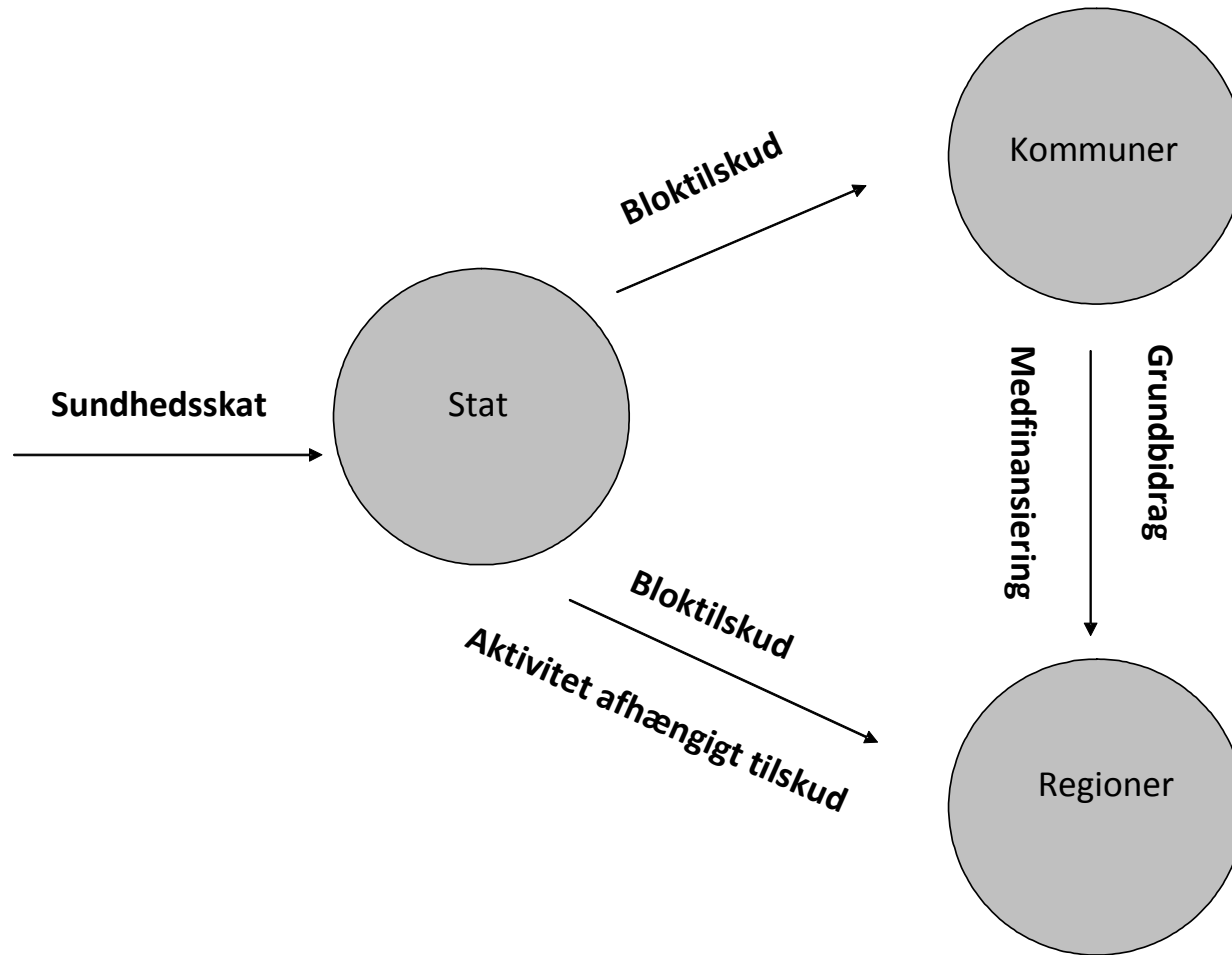 Kommuner
Bloktilskud
Sundhedsskat
Stat
Medfinansiering
Grundbidrag
Bloktilskud
Aktivitet afhængigt tilskud
Regioner